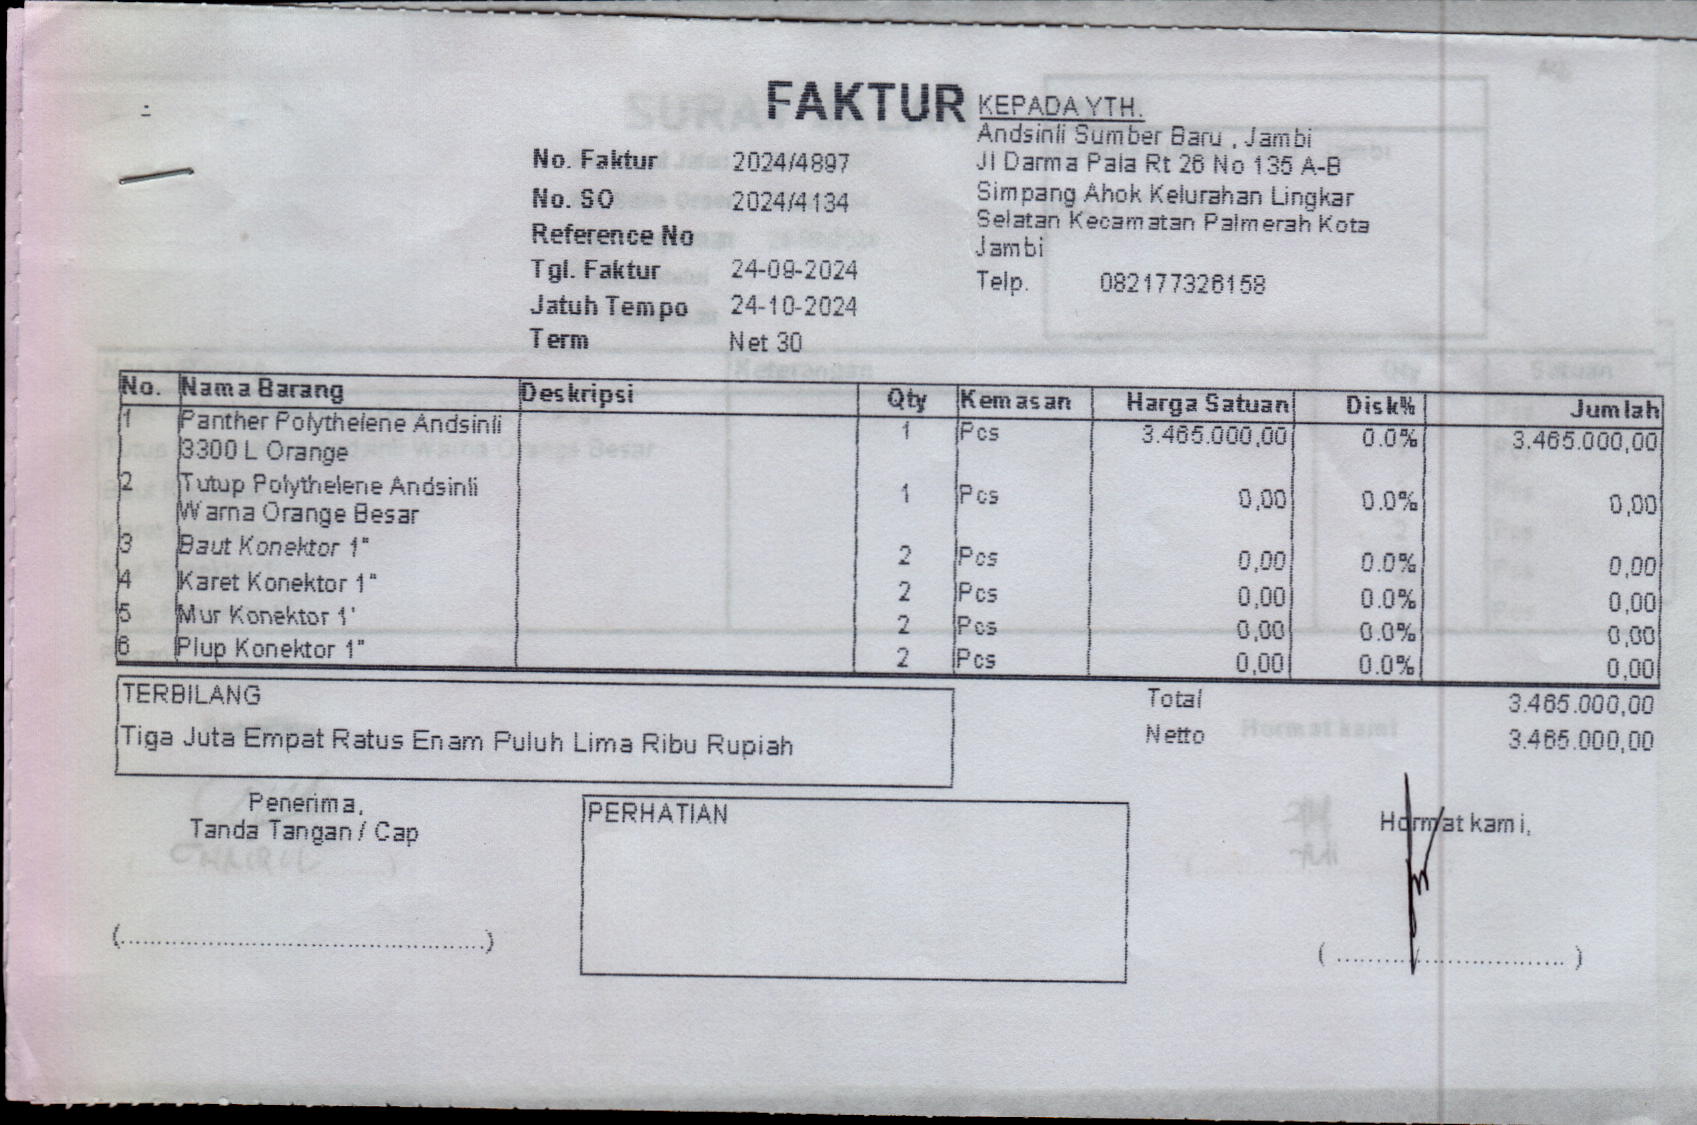 FAKTUR
KEPADA YTH.
Andsinli Sumber Baru , Jambi
Jl Darma Pala Rt 26 No 135 A-B
Simpang Ahok Kelurahan Lingkar
Selatan Kecamatan Palmerah Kota
Jambi
Telp. 082177326158
No. Faktur 2024/4897
No. SO 2024/4134
Reference No
Tgl. Faktur 24-09-2024
Jatuh Tempo 24-10-2024
Term Net 30
No. Nama Barang Deskripsi Qty Kemasan Harga Satuan Disk% Jumlah
1 Panther Polythelene Andsinli 1 Pcs 3.465.000,00 0.0% 3.465.000,00
3300 L Orange
2 Tutup Polythelene Andsinli 1 Pcs 0,00 0.0% 0,00
Warna Orange Besar
3 Baut Konektor 1" 2 Pcs 0,00 0.0% 0,00
4 Karet Konektor 1" 2 Pcs 0,00 0.0% 0,00
5 Mur Konektor 1' 2 Pcs 0,00 0.0% 0,00
6 Plup Konektor 1" 2 Pcs 0,00 0.0% 0,00
TERBILANG
Tiga Juta Empat Ratus Enam Puluh Lima Ribu Rupiah
Total 3.465.000,00
Netto 3.465.000,00
Penerima,
Tanda Tangan / Cap
PERHATIAN
Hormat kami,
(................................................)
(................................)